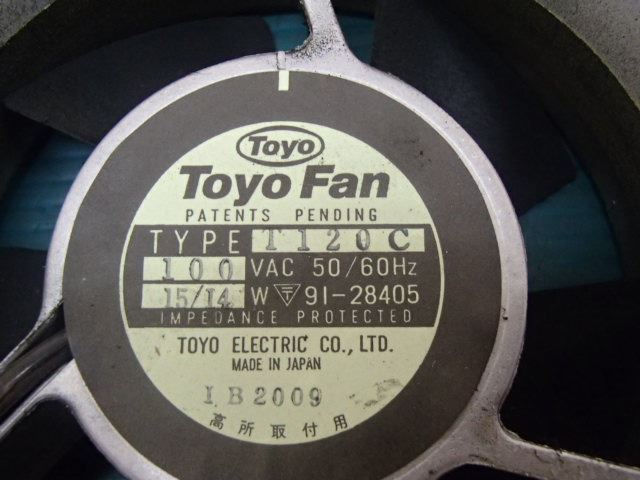 Toyo
Toyo Fan
PATENTS PENDING
TYPE T120C
100 VAC 50/60Hz
15/14 W 〒 91-28405
IMPEDANCE PROTECTED
TOYO ELECTRIC CO., LTD.
MADE IN JAPAN
IB2009
高所取付用